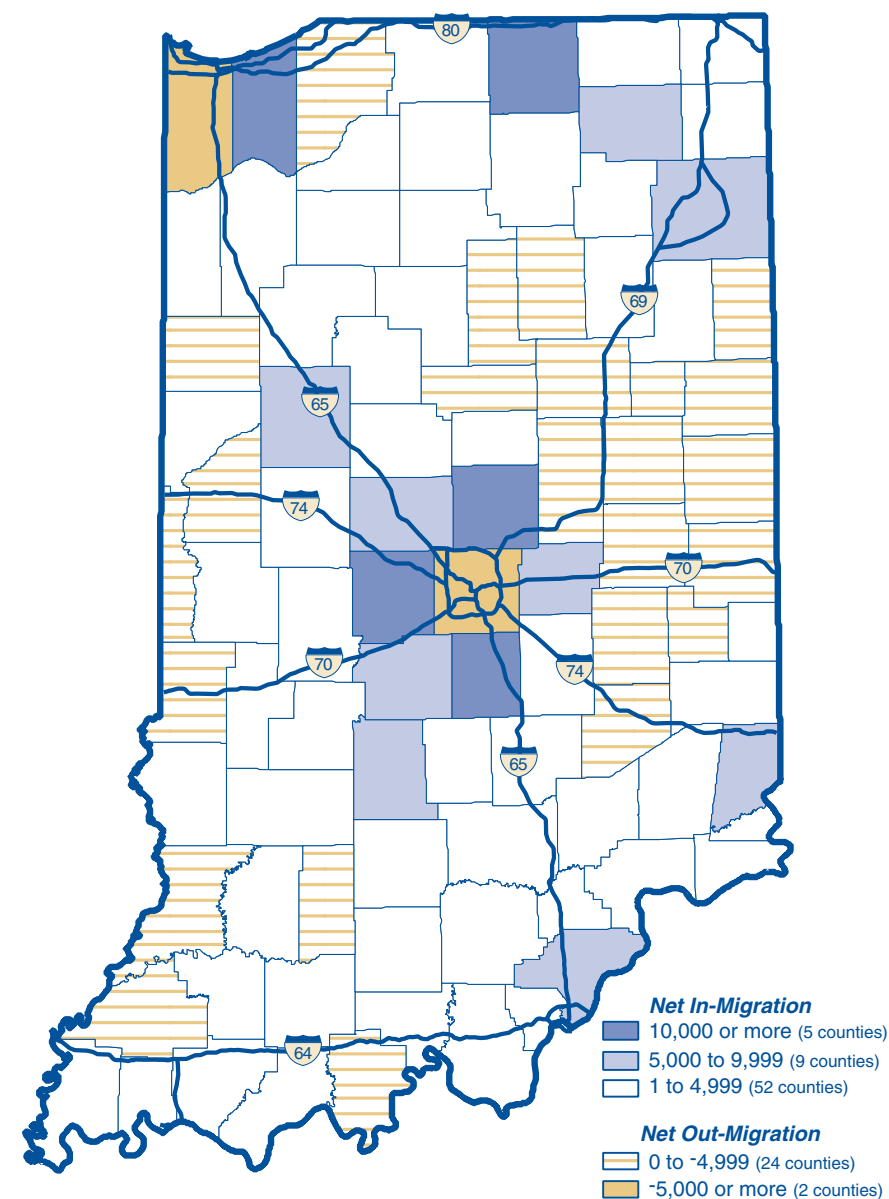 80
69
65
74
70
70
74
65
64
Net In-Migration
10,000 or more (5 counties)
5,000 to 9,999 (9 counties)
1 to 4,999 (52 counties)
Net Out-Migration
0 to -4,999 (24 counties)
-5,000 or more (2 counties)